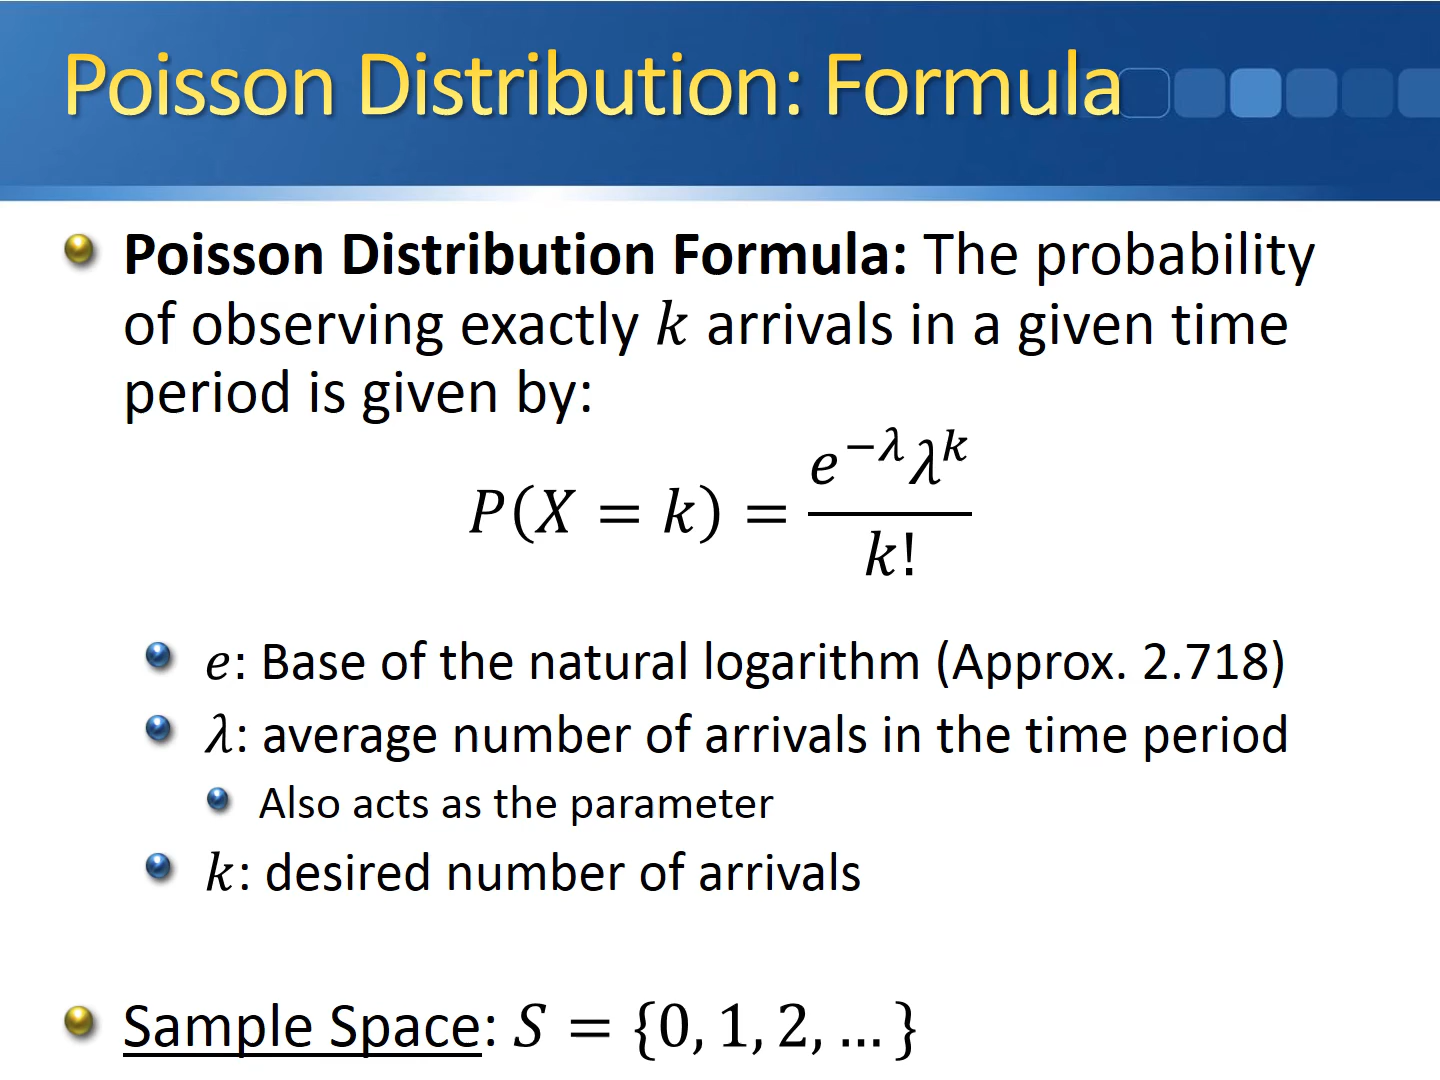 Poisson Distribution: Formula
Poisson Distribution Formula: The probability
of observing exactly k arrivals in a given time
period is given by:
P(X = k) = \frac{e^{-λ}λ^k}{k!}
e: Base of the natural logarithm (Approx. 2.718)
λ: average number of arrivals in the time period
Also acts as the parameter
k: desired number of arrivals
Sample Space: S = {0, 1, 2, … }